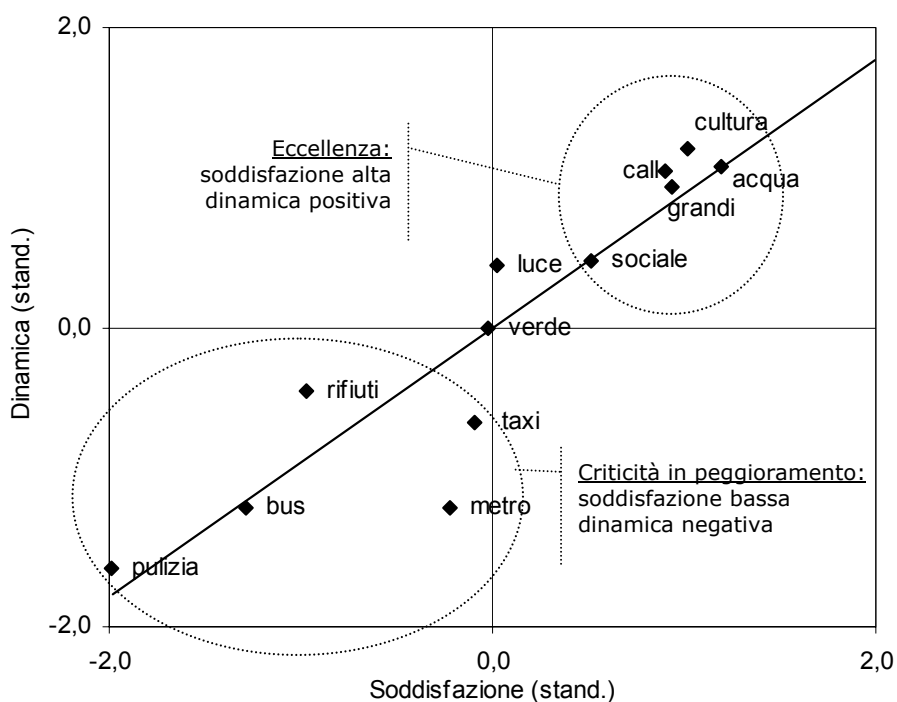 2,0
cultura
Eccellenza:
soddisfazione alta
dinamica positiva
call
acqua
grandi
luce
sociale
Dinamica (stand.)
0,0
verde
rifiuti
taxi
Criticità in peggioramento:
soddisfazione bassa
dinamica negativa
bus
metro
pulizia
-2,0
-2,0
0,0
2,0
Soddisfazione (stand.)